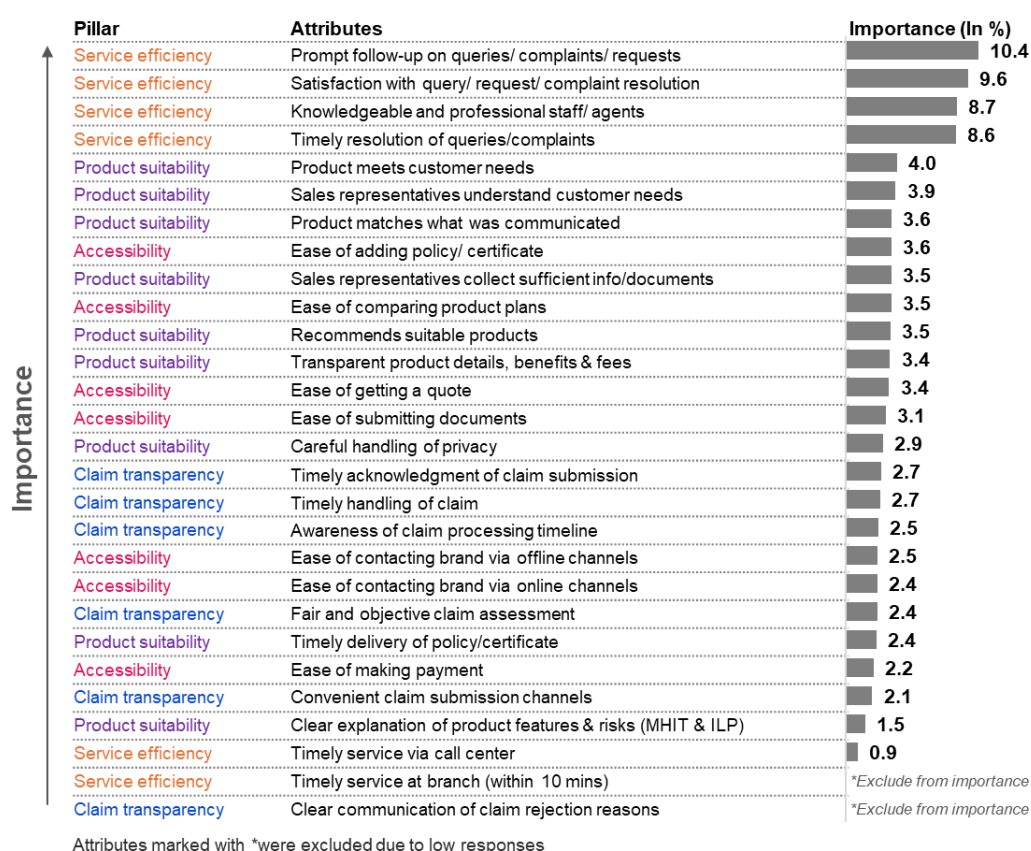 Pillar Attributes Importance (In %)
Service efficiency Prompt follow-up on queries/ complaints/ requests 10.4
Service efficiency Satisfaction with query/ request/ complaint resolution 9.6
Service efficiency Knowledgeable and professional staff/ agents 8.7
Service efficiency Timely resolution of queries/complaints 8.6
Product suitability Product meets customer needs 4.0
Product suitability Sales representatives understand customer needs 3.9
Product suitability Product matches what was communicated 3.6
Accessibility Ease of adding policy/ certificate 3.6
Product suitability Sales representatives collect sufficient info/documents 3.5
Accessibility Ease of comparing product plans 3.5
Product suitability Recommends suitable products 3.5
Product suitability Transparent product details, benefits & fees 3.4
Accessibility Ease of getting a quote 3.4
Accessibility Ease of submitting documents 3.1
Product suitability Careful handling of privacy 2.9
Claim transparency Timely acknowledgment of claim submission 2.7
Claim transparency Timely handling of claim 2.7
Claim transparency Awareness of claim processing timeline 2.5
Accessibility Ease of contacting brand via offline channels 2.5
Accessibility Ease of contacting brand via online channels 2.4
Claim transparency Fair and objective claim assessment 2.4
Product suitability Timely delivery of policy/certificate 2.4
Accessibility Ease of making payment 2.2
Claim transparency Convenient claim submission channels 2.1
Product suitability Clear explanation of product features & risks (MHIT & ILP) 1.5
Service efficiency Timely service via call center 0.9
Service efficiency Timely service at branch (within 10 mins) *Exclude from importance
Claim transparency Clear communication of claim rejection reasons *Exclude from importance
Importance
Attributes marked with *were excluded due to low responses